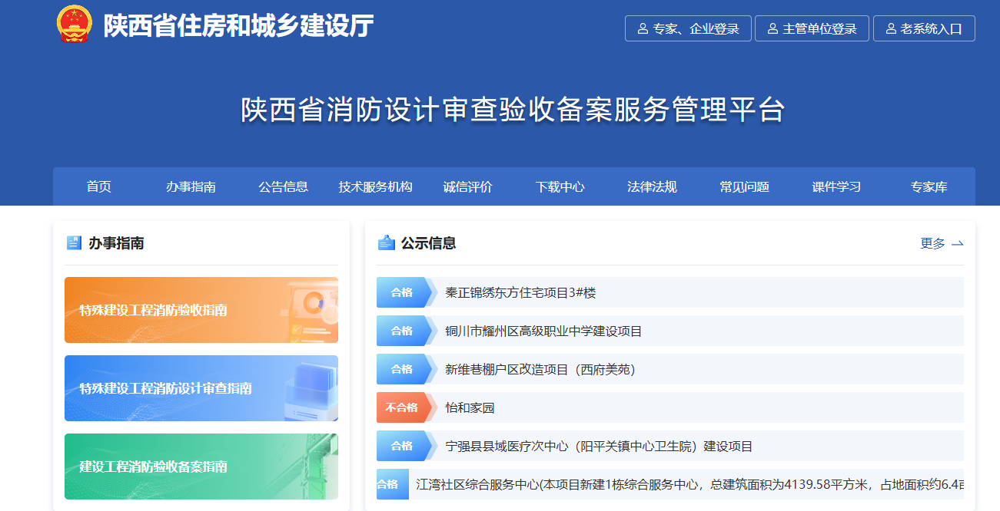 陕西省住房和城乡建设厅
专家、企业登录
主管单位登录
老系统入口
陕西省消防设计审查验收备案服务管理平台
首页
办事指南
公告信息
技术服务机构
诚信评价
下载中心
法律法规
常见问题
课件学习
专家库
办事指南
特殊建设工程消防验收指南
特殊建设工程消防设计审查指南
建设工程消防验收备案指南
公示信息
更多
合格 秦正锦绣东方住宅项目3#楼
合格 铜川市耀州区高级职业中学建设项目
合格 新维巷棚户区改造项目（西府美苑）
不合格 怡和家园
合格 宁强县县域医疗次中心（阳平关镇中心卫生院）建设项目
合格 江湾社区综合服务中心(本项目新建1栋综合服务中心，总建筑面积为4139.58平方米，占地面积约6.4亩